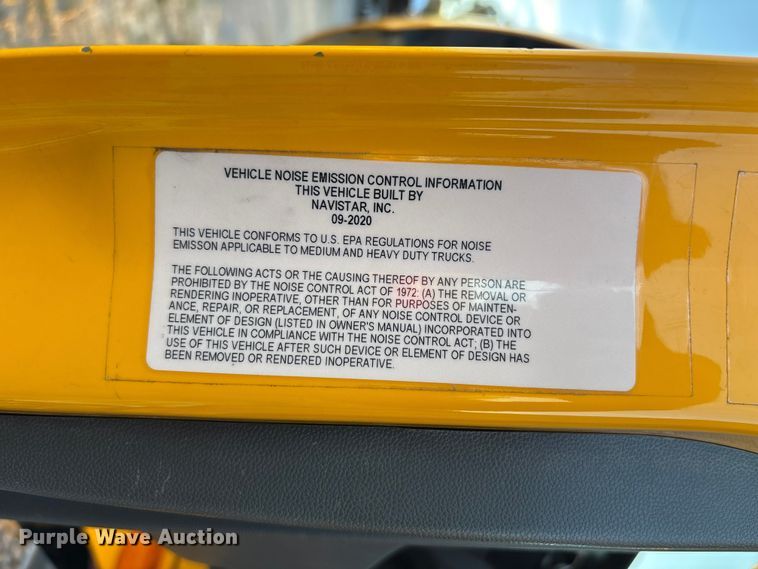 VEHICLE NOISE EMISSION CONTROL INFORMATION
THIS VEHICLE BUILT BY
NAVISTAR, INC.
09-2020
THIS VEHICLE CONFORMS TO U.S. EPA REGULATIONS FOR NOISE
EMISSON APPLICABLE TO MEDIUM AND HEAVY DUTY TRUCKS.
THE FOLLOWING ACTS OR THE CAUSING THEREOF BY ANY PERSON ARE
PROHIBITED BY THE NOISE CONTROL ACT OF 1972: (A) THE REMOVAL OR
RENDERING INOPERATIVE, OTHER THAN FOR PURPOSES OF MAINTEN-
ANCE, REPAIR, OR REPLACEMENT, OF ANY NOISE CONTROL DEVICE OR
ELEMENT OF DESIGN (LISTED IN OWNER'S MANUAL) INCORPORATED INTO
THIS VEHICLE IN COMPLIANCE WITH THE NOISE CONTROL ACT; (B) THE
USE OF THIS VEHICLE AFTER SUCH DEVICE OR ELEMENT OF DESIGN HAS
BEEN REMOVED OR RENDERED INOPERATIVE.
Purple Wave Auction